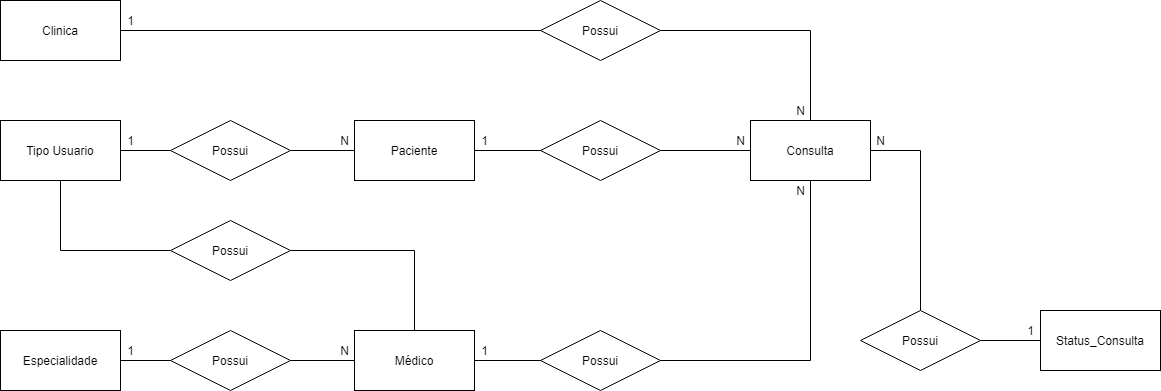 Clinica
1
Possui
N
Tipo Usuario
1
Possui
N
Paciente
1
Possui
N
Consulta
N
N
Possui
Especialidade
1
Possui
N
Médico
1
Possui
Possui
1
Status_Consulta